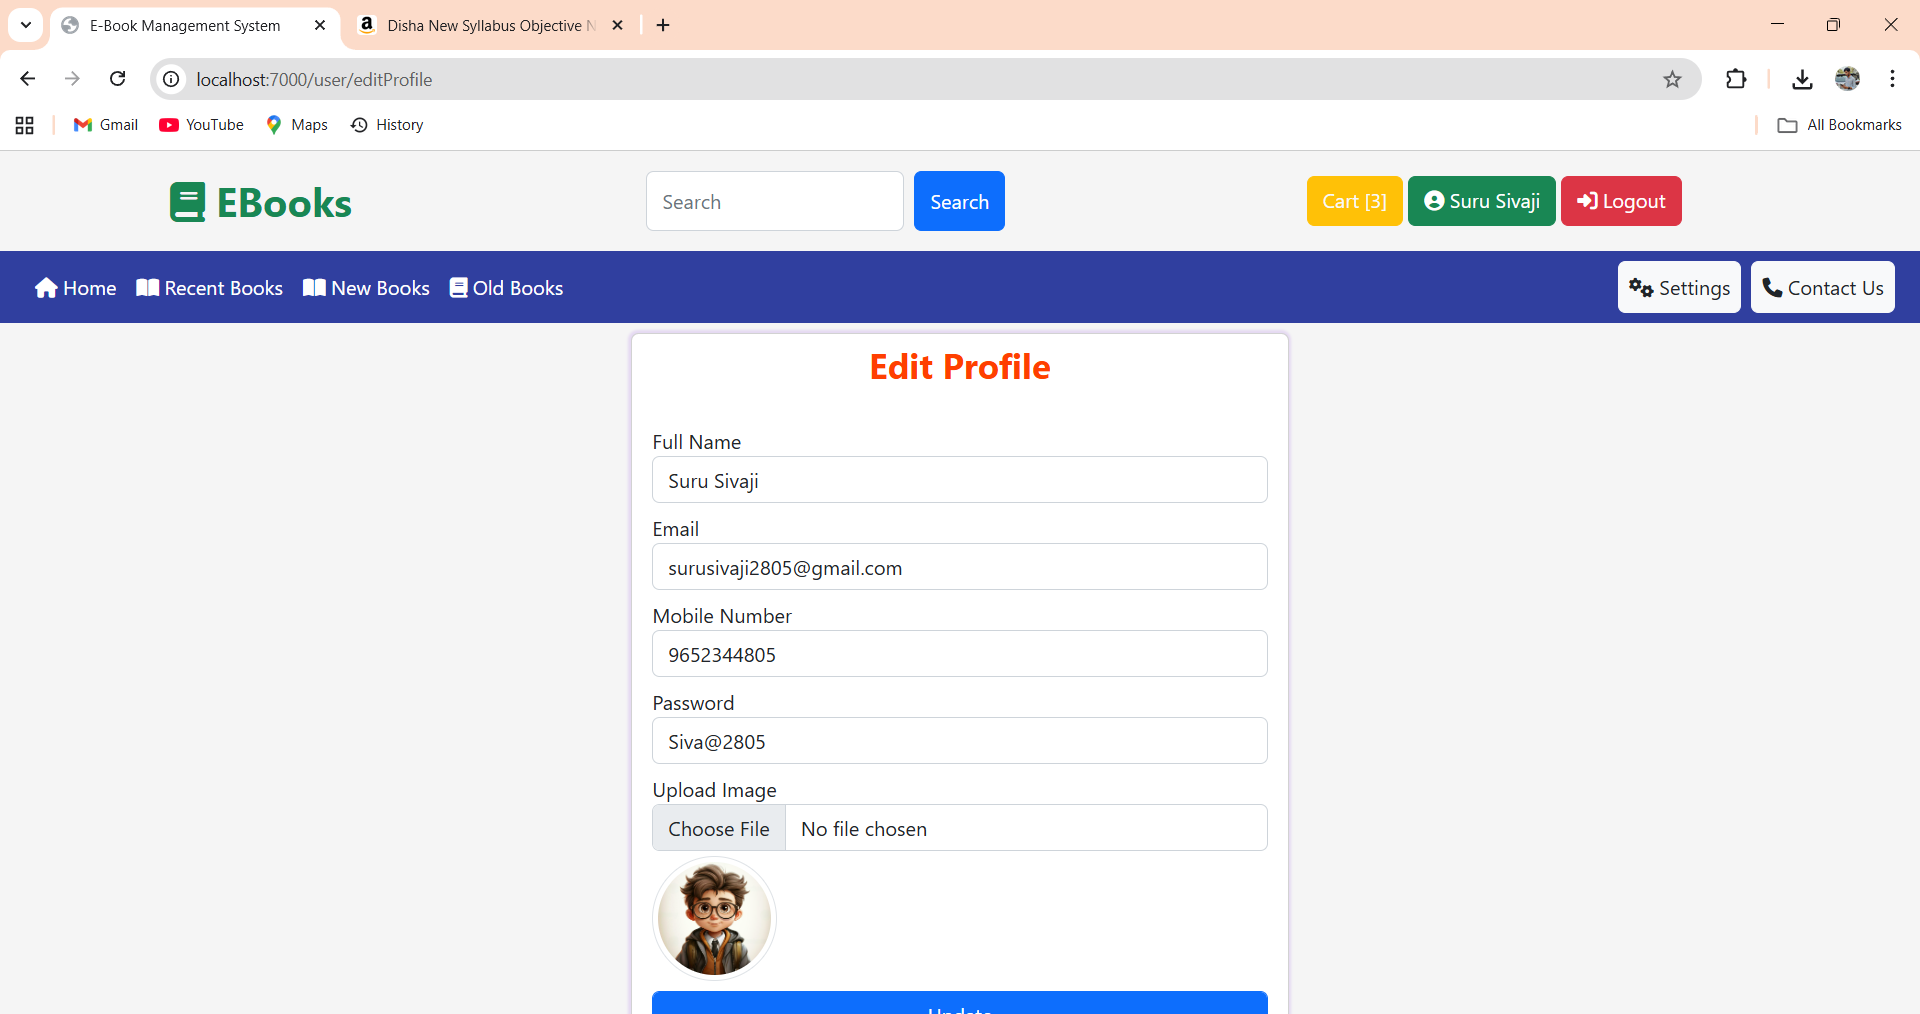 E-Book Management System
Disha New Syllabus Objective N
localhost:7000/user/editProfile
Gmail
YouTube
Maps
History
All Bookmarks
EBooks
Search
Search
Cart [3]
Suru Sivaji
Logout
Home
Recent Books
New Books
Old Books
Settings
Contact Us
Edit Profile
Full Name
Suru Sivaji
Email
surusivaji2805@gmail.com
Mobile Number
9652344805
Password
Siva@2805
Upload Image
Choose File No file chosen
Update